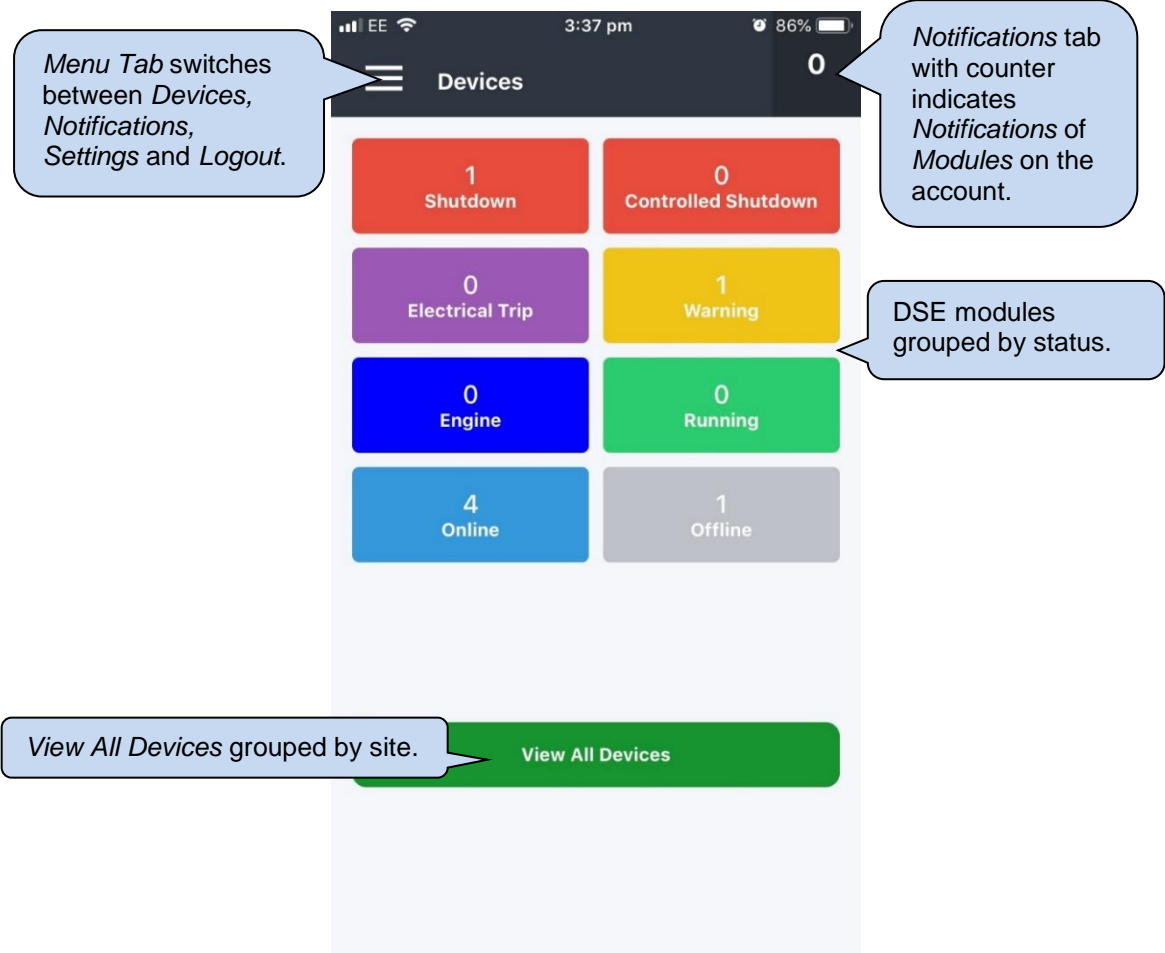 EE 3:37 pm 86%
Menu Tab switches
between Devices,
Notifications,
Settings and Logout.
Devices
0
Notifications tab
with counter
indicates
Notifications of
Modules on the
account.
1
Shutdown
0
Controlled Shutdown
0
Electrical Trip
1
Warning
DSE modules
grouped by status.
0
Engine
0
Running
4
Online
1
Offline
View All Devices grouped by site.
View All Devices